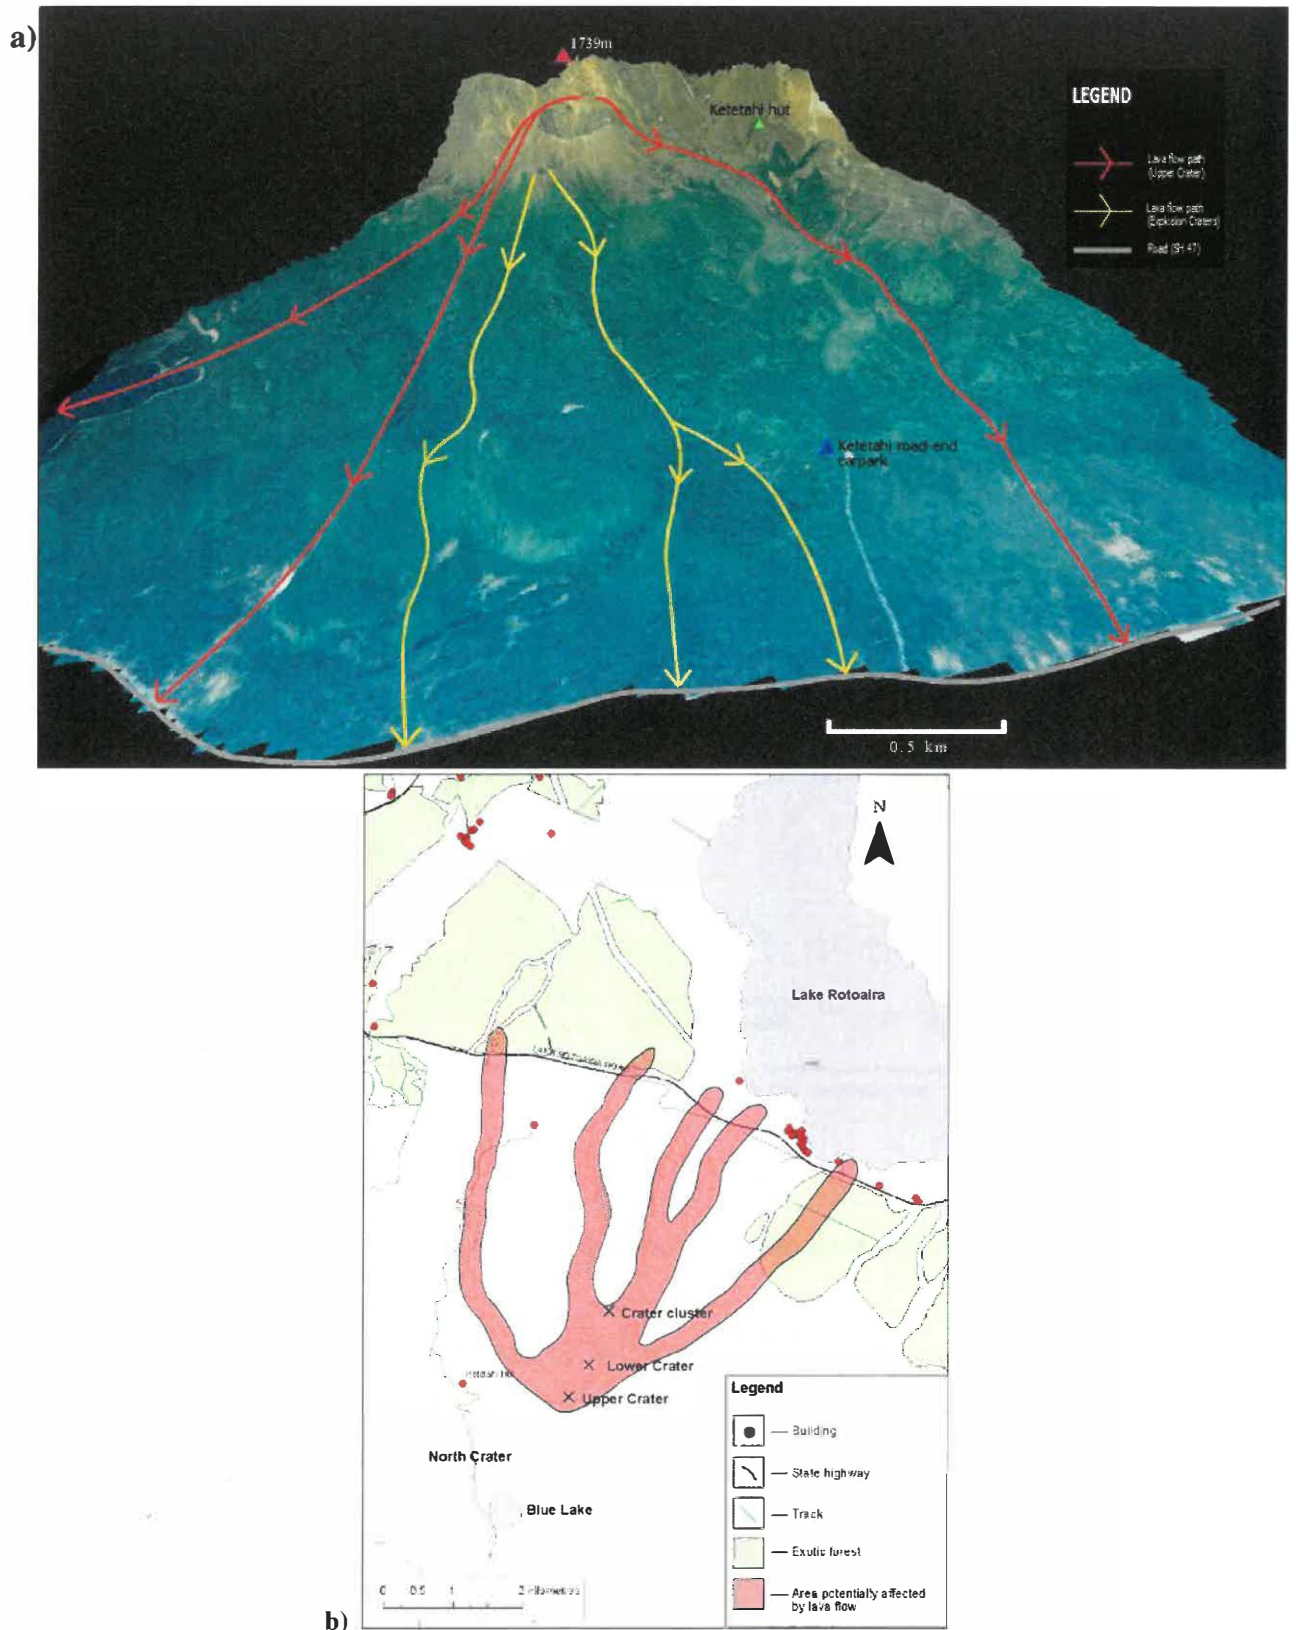 a)
1739m
Ketetahi hut
LEGEND
Lava flow path
(Upper Crater)
Lava flow path
(Explosion Craters)
Road (SH 47)
Ketetahi road-end
carpark
0.5 km
N
Lake Rotoaira
Crater cluster
Lower Crater
Upper Crater
North Crater
Blue Lake
Legend
Building
State highway
Track
Exotic forest
Area potentially affected
by lava flow
0 0.5 1 2 kilometres
b)